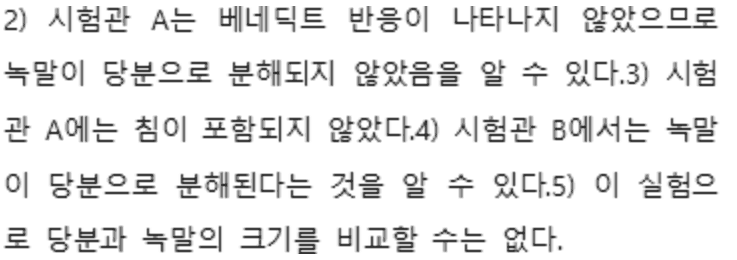 2) 시험관 A는 베네딕트 반응이 나타나지 않았으므로
녹말이 당분으로 분해되지 않았음을 알 수 있다.3) 시험
관 A에는 침이 포함되지 않았다.4) 시험관 B에서는 녹말
이 당분으로 분해된다는 것을 알 수 있다.5) 이 실험으
로 당분과 녹말의 크기를 비교할 수는 없다.